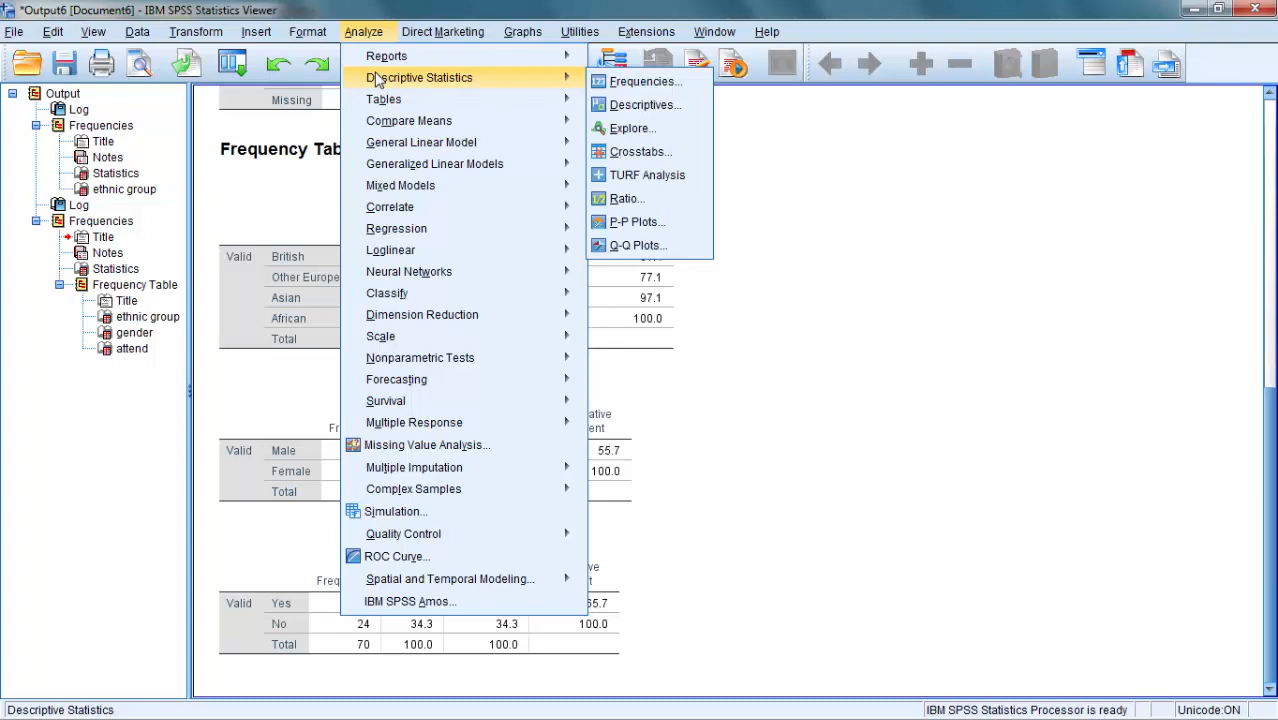 *Output6 [Document6] - IBM SPSS Statistics Viewer
File Edit View Data Transform Insert Format Analyze Direct Marketing Graphs Utilities Extensions Window Help
Output
Log
Frequencies
Title
Notes
Statistics
ethnic group
Log
Frequencies
Title
Notes
Statistics
Frequency Table
Title
ethnic group
gender
attend
Missing
Frequency Tab
Valid British
Other Europe 77.1
Asian 97.1
African 100.0
Total
Valid Male 55.7
Female 100.0
Total
Valid Yes 65.7
No 24 34.3 34.3 100.0
Total 70 100.0 100.0
Reports
Descriptive Statistics
Tables
Compare Means
General Linear Model
Generalized Linear Models
Mixed Models
Correlate
Regression
Loglinear
Neural Networks
Classify
Dimension Reduction
Scale
Nonparametric Tests
Forecasting
Survival
Multiple Response
Missing Value Analysis...
Multiple Imputation
Complex Samples
Simulation...
Quality Control
ROC Curve...
Spatial and Temporal Modeling...
IBM SPSS Amos...
Frequencies...
Descriptives...
Explore...
Crosstabs...
TURF Analysis
Ratio...
P-P Plots...
Q-Q Plots...
Descriptive Statistics
IBM SPSS Statistics Processor is ready
Unicode:ON